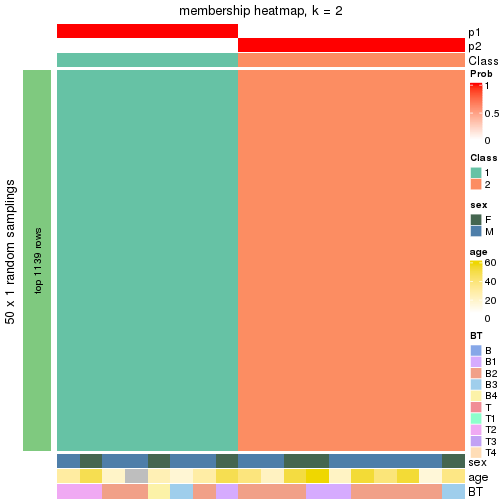 membership heatmap, k = 2
p1
p2
Class
Prob
1
0.5
0
Class
1
2
sex
F
M
age
60
40
20
0
BT
B
B1
B2
B3
B4
T
T1
T2
T3
T4
50 x 1 random samplings
top 1139 rows
sex
age
BT